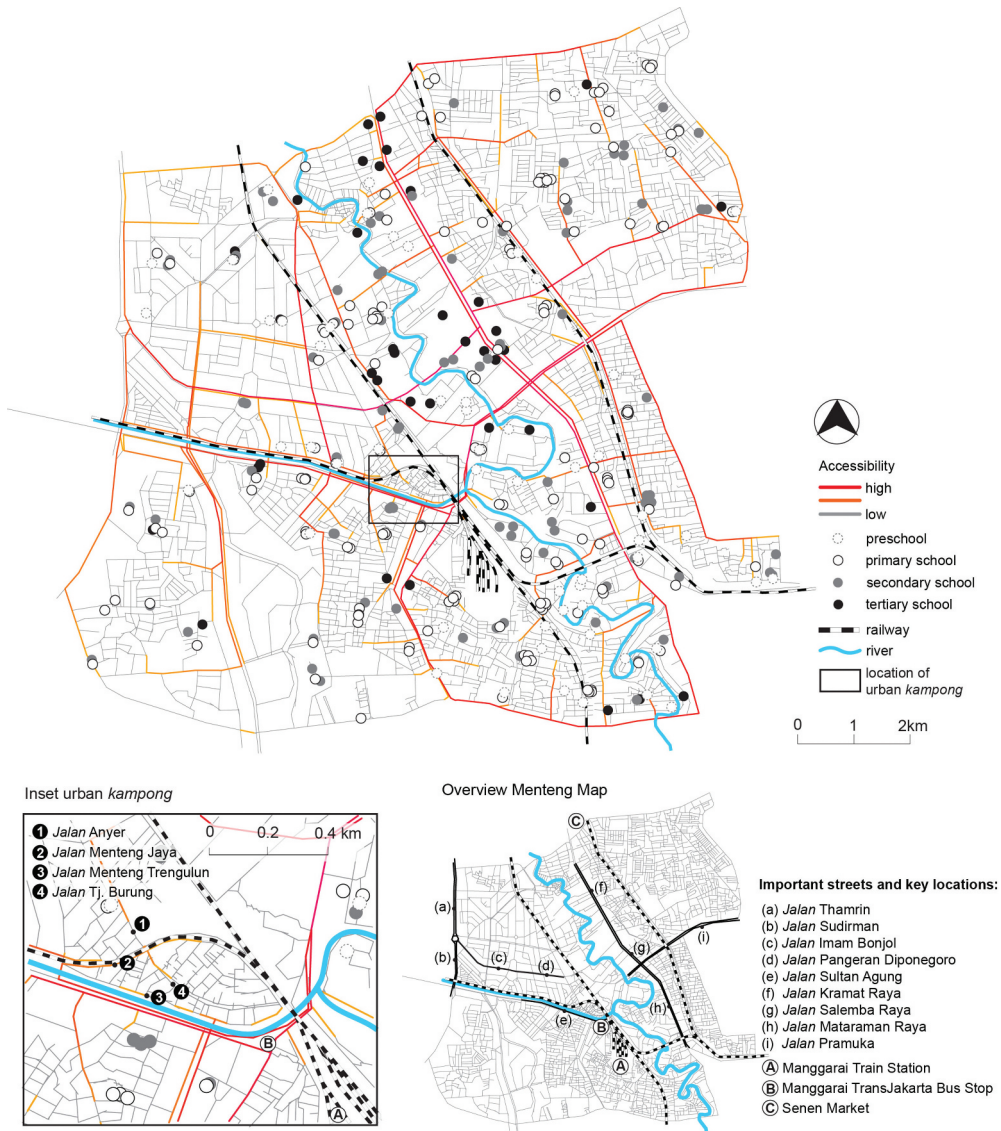 Accessibility
high
low
preschool
primary school
secondary school
tertiary school
railway
river
location of
urban kampong
0 1 2km
Inset urban kampong
1 Jalan Anyer
2 Jalan Menteng Jaya
3 Jalan Menteng Trengulun
4 Jalan Tj. Burung
0 0.2 0.4 km
1
2
3
4
B
A
Overview Menteng Map
C
(a)
(f)
(g)
(i)
(b)
(c)
(d)
(h)
(e)
B
A
Important streets and key locations:
(a) Jalan Thamrin
(b) Jalan Sudirman
(c) Jalan Imam Bonjol
(d) Jalan Pangeran Diponegoro
(e) Jalan Sultan Agung
(f) Jalan Kramat Raya
(g) Jalan Salemba Raya
(h) Jalan Mataraman Raya
(i) Jalan Pramuka
A Manggarai Train Station
B Manggarai TransJakarta Bus Stop
C Senen Market